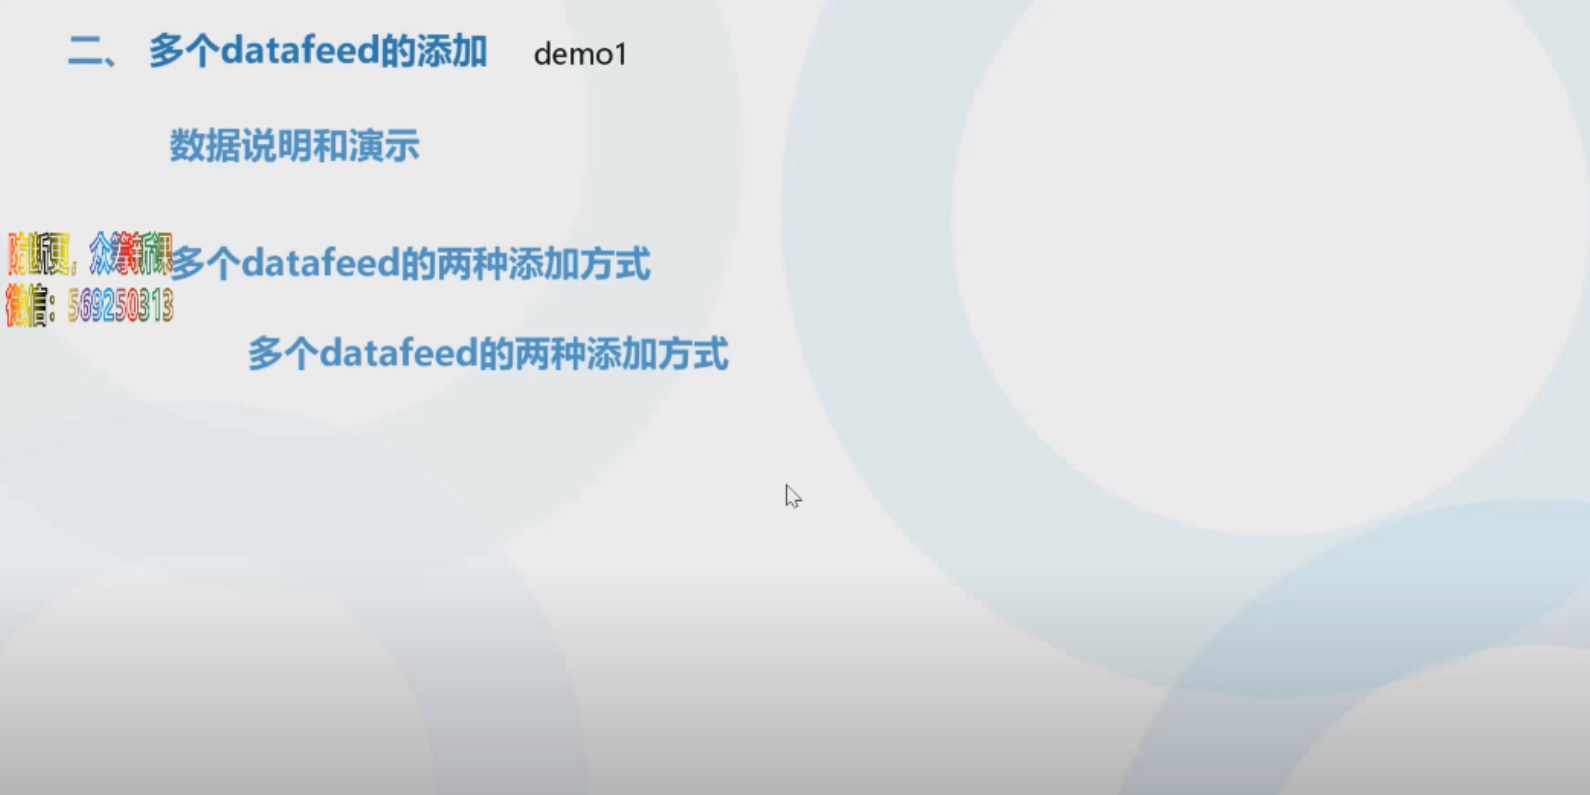 二、 多个datafeed的添加 demo1
数据说明和演示
防断更,众筹新课
微信:569250313
多个datafeed的两种添加方式
多个datafeed的两种添加方式